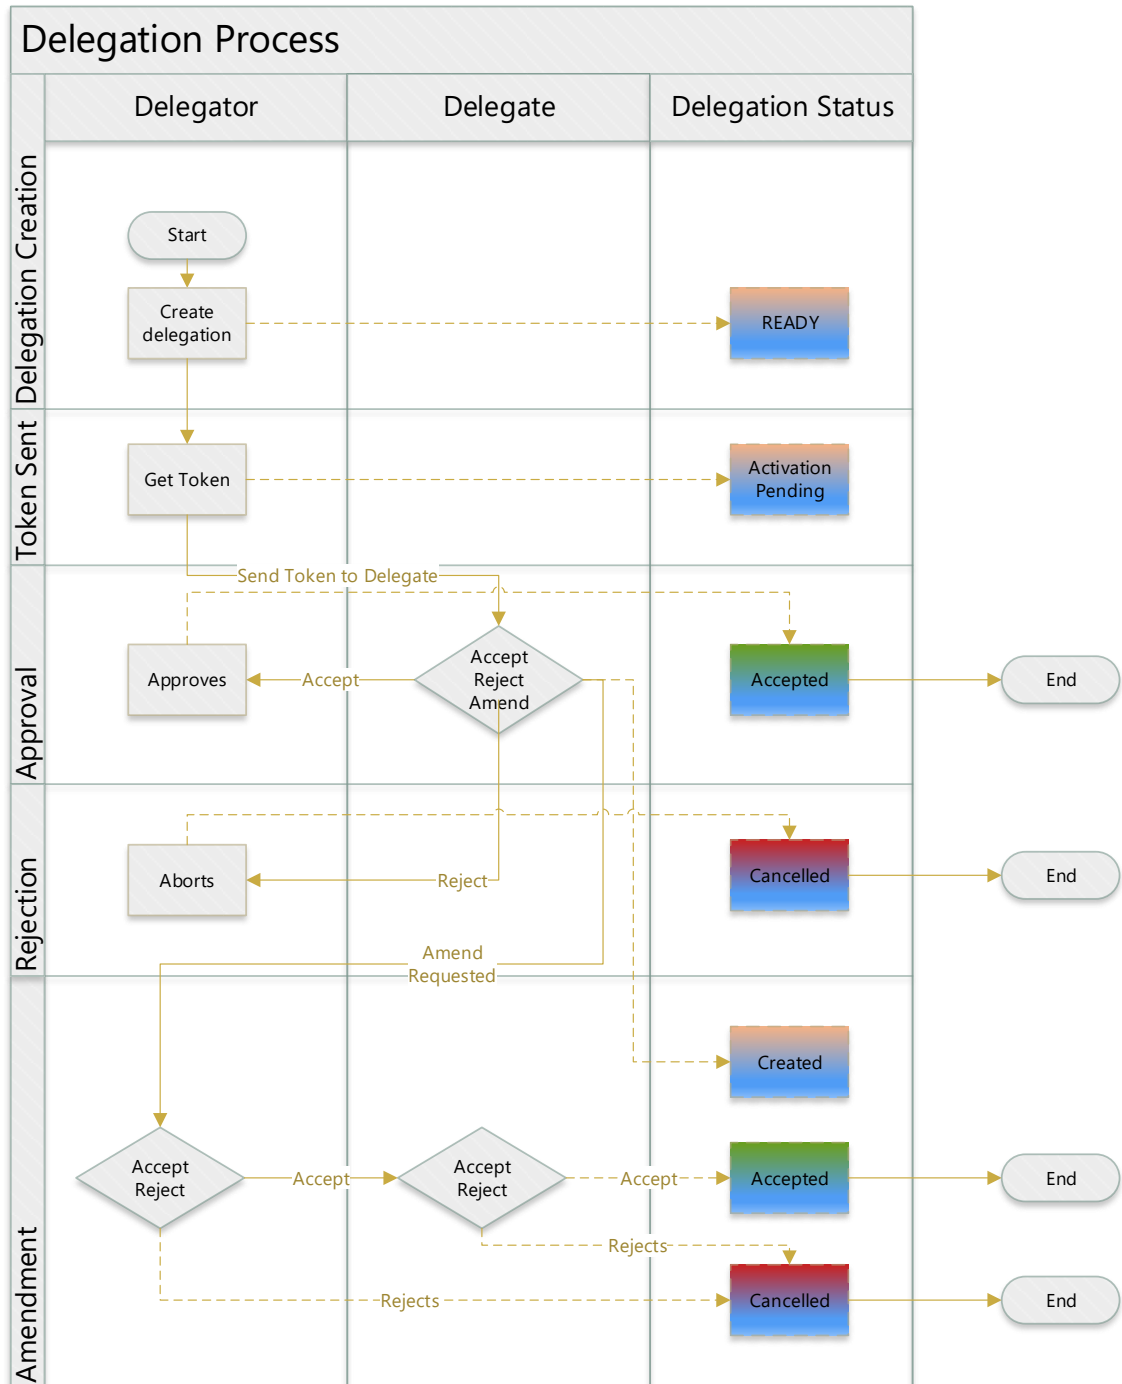 Delegation Process
Delegator
Delegate
Delegation Status
Delegation Creation
Start
Create
delegation
READY
Token Sent
Get Token
Activation
Pending
Send Token to Delegate
Approval
Approves
Accept
Accept
Reject
Amend
Accepted
End
Rejection
Aborts
Reject
Cancelled
End
Amend
Requested
Amendment
Created
Accept
Reject
Accept
Accept
Reject
Accept
Accepted
End
Rejects
Rejects
Cancelled
End